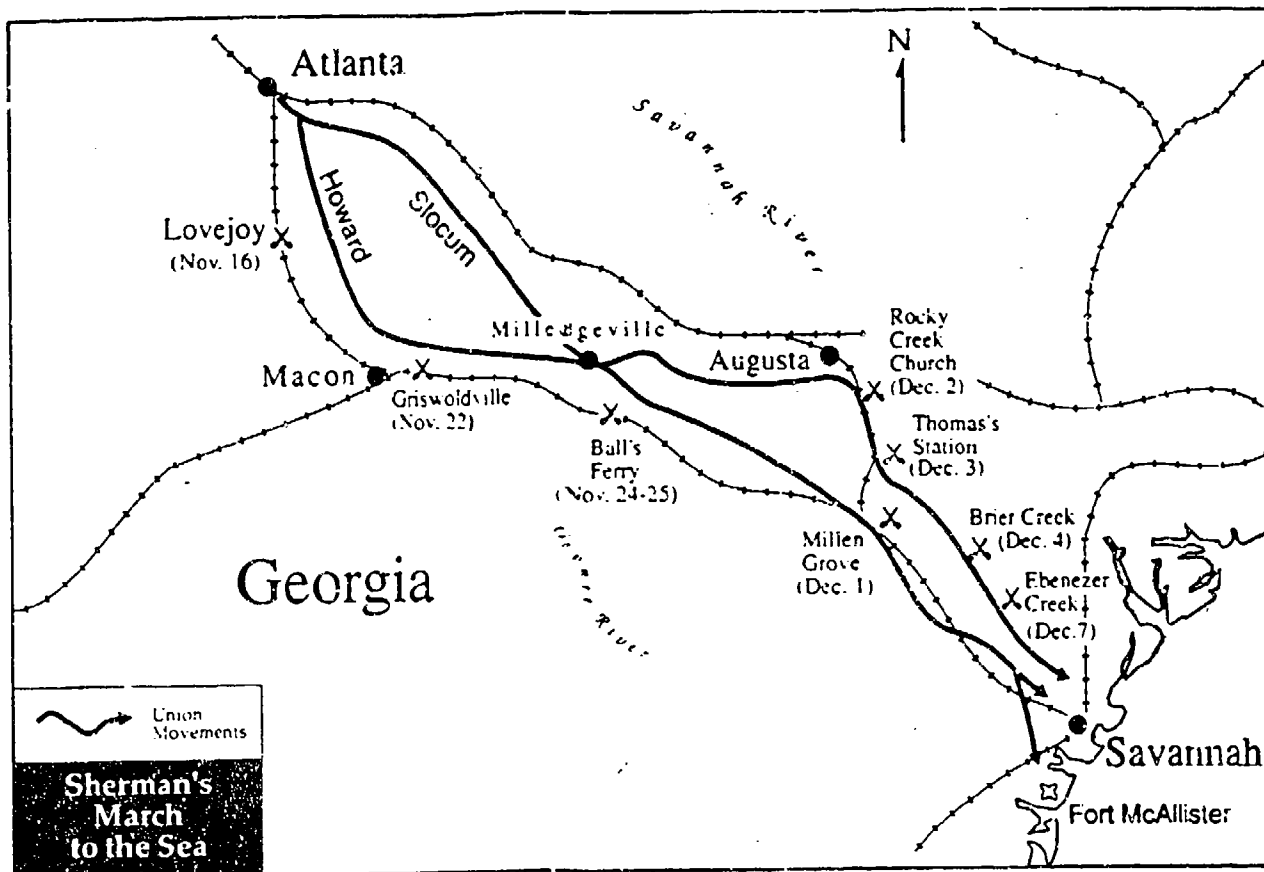 Atlanta
N
Savannah River
Howard
Slocum
Lovejoy
(Nov. 16)
Milledgeville
Rocky
Creek
Church
(Dec. 2)
Augusta
Macon
Griswoldville
(Nov. 22)
Ball's
Ferry
(Nov. 24-25)
Thomas's
Station
(Dec. 3)
Millen
Grove
(Dec. 1)
Brier Creek
(Dec. 4)
Ebenezer
Creek
(Dec.7)
Georgia
River
Union
Movements
Sherman's
March
to the Sea
Savannah
Fort McAllister